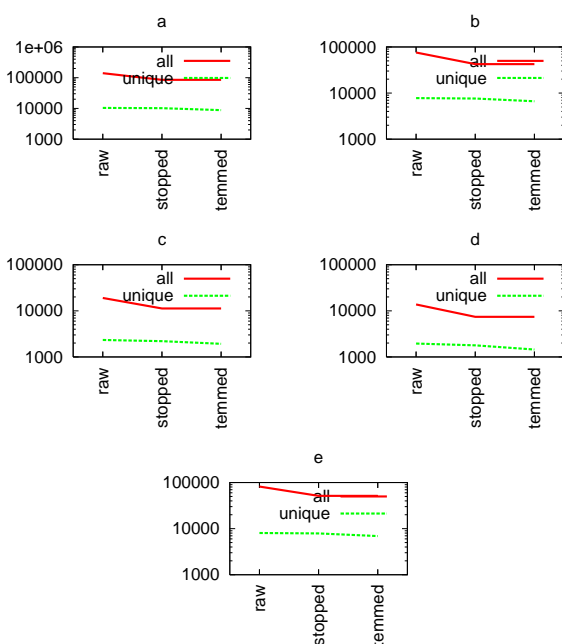 a
1e+06
100000
10000
1000
all
unique
raw
stopped
temmed
b
100000
10000
1000
all
unique
raw
stopped
temmed
c
100000
10000
1000
all
unique
raw
stopped
temmed
d
100000
10000
1000
all
unique
raw
stopped
temmed
e
100000
10000
1000
all
unique
raw
stopped
temmed